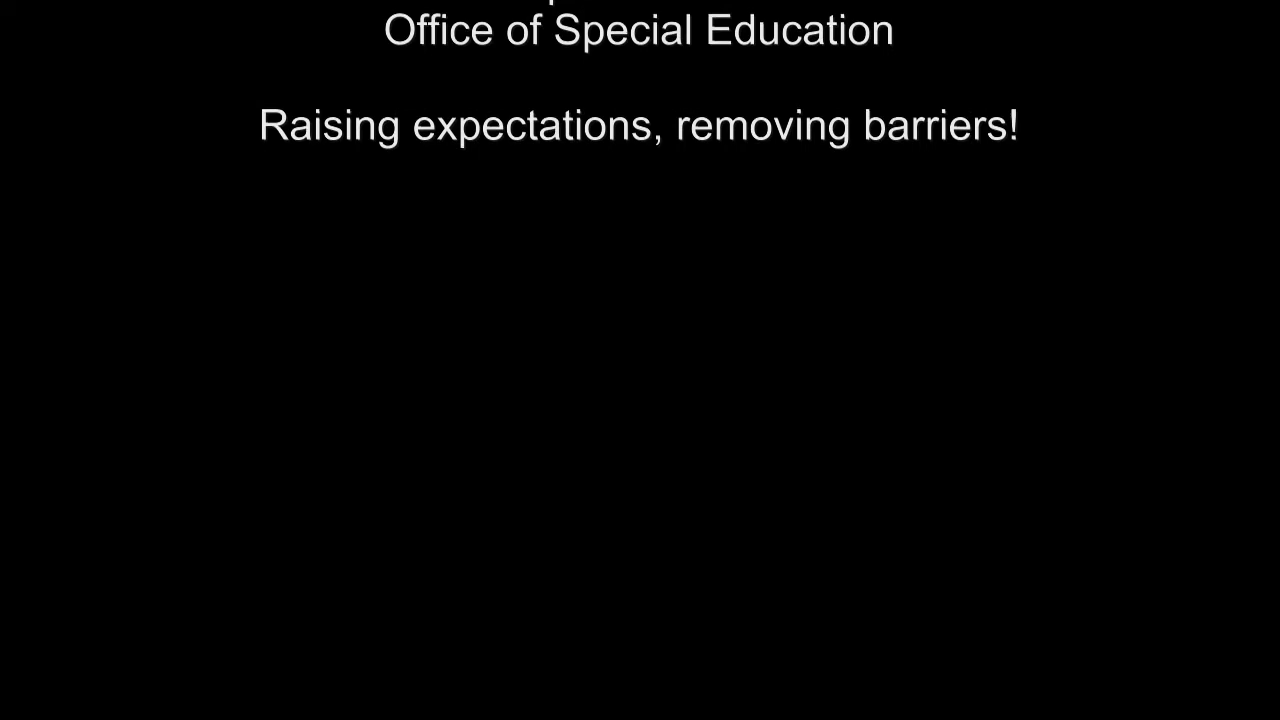 Office of Special Education
Raising expectations, removing barriers!